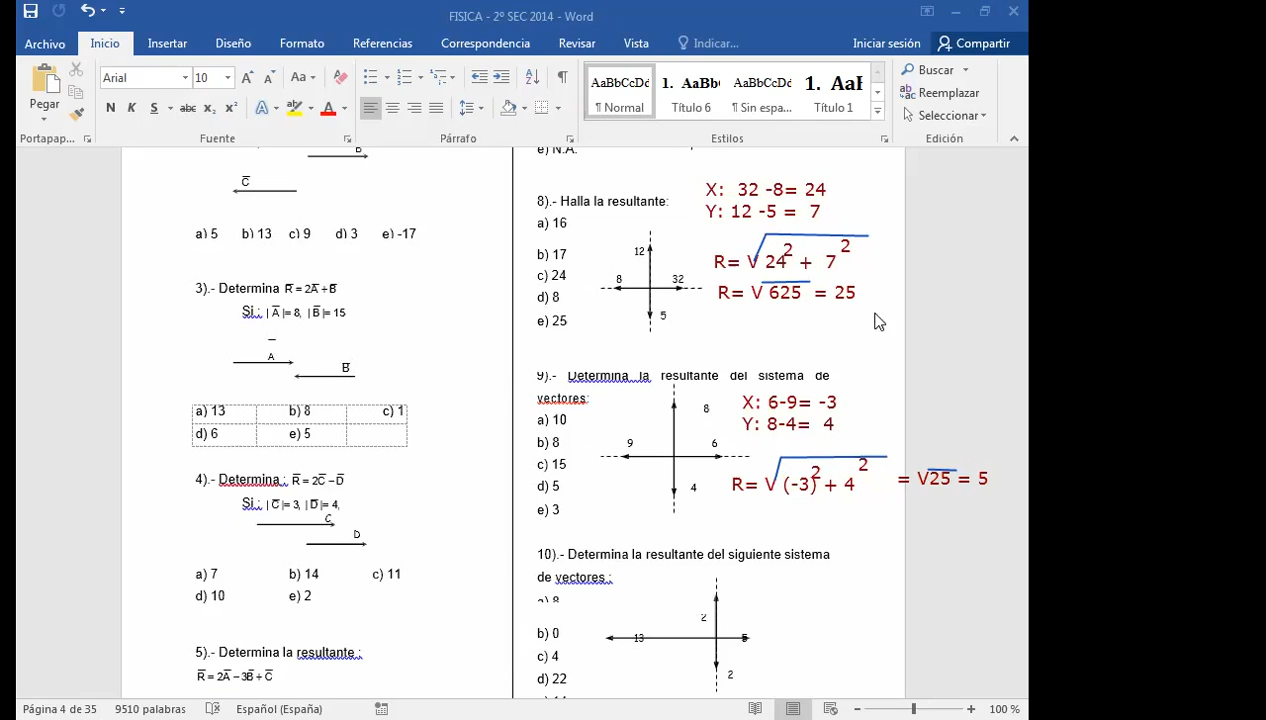 FISICA - 2º SEC 2014 - Word
Archivo Inicio Insertar Diseño Formato Referencias Correspondencia Revisar Vista Indicar... Iniciar sesión Compartir
Pegar
Arial 10
N K S abc x₂ x²
Aa
AaBbCcDd ¶ Normal
1. AaBb( Título 6
AaBbCcDd ¶ Sin espa...
1. Aal Título 1
Buscar
Reemplazar
Seleccionar
Portapap... Fuente Párrafo Estilos Edición
B
C
a) 5 b) 13 c) 9 d) 3 e) -17
3).- Determina R = 2A + B
Si : | A |= 8, | B |= 15
A
B
a) 13 b) 8 c) 1
d) 6 e) 5
4).- Determina : R = 2C − D
Si : | C |= 3, | D |= 4,
C
D
a) 7 b) 14 c) 11
d) 10 e) 2
5).- Determina la resultante :
R = 2A − 3B + C
e) N.A.
8).- Halla la resultante:
a) 16
b) 17
c) 24
d) 8
e) 25
12
8 32
5
X: 32 -8= 24
Y: 12 -5 = 7
R= √ 24² + 7²
R= √ 625 = 25
9).- Determina la resultante del sistema de
vectores:
a) 10
b) 8
c) 15
d) 5
e) 3
8
9 6
4
X: 6-9= -3
Y: 8-4= 4
R= √ (-3)² + 4² = √25 = 5
10).- Determina la resultante del siguiente sistema
de vectores :
a) 8
b) 0
c) 4
d) 22
2
13 5
2
Página 4 de 35 9510 palabras Español (España) 100 %